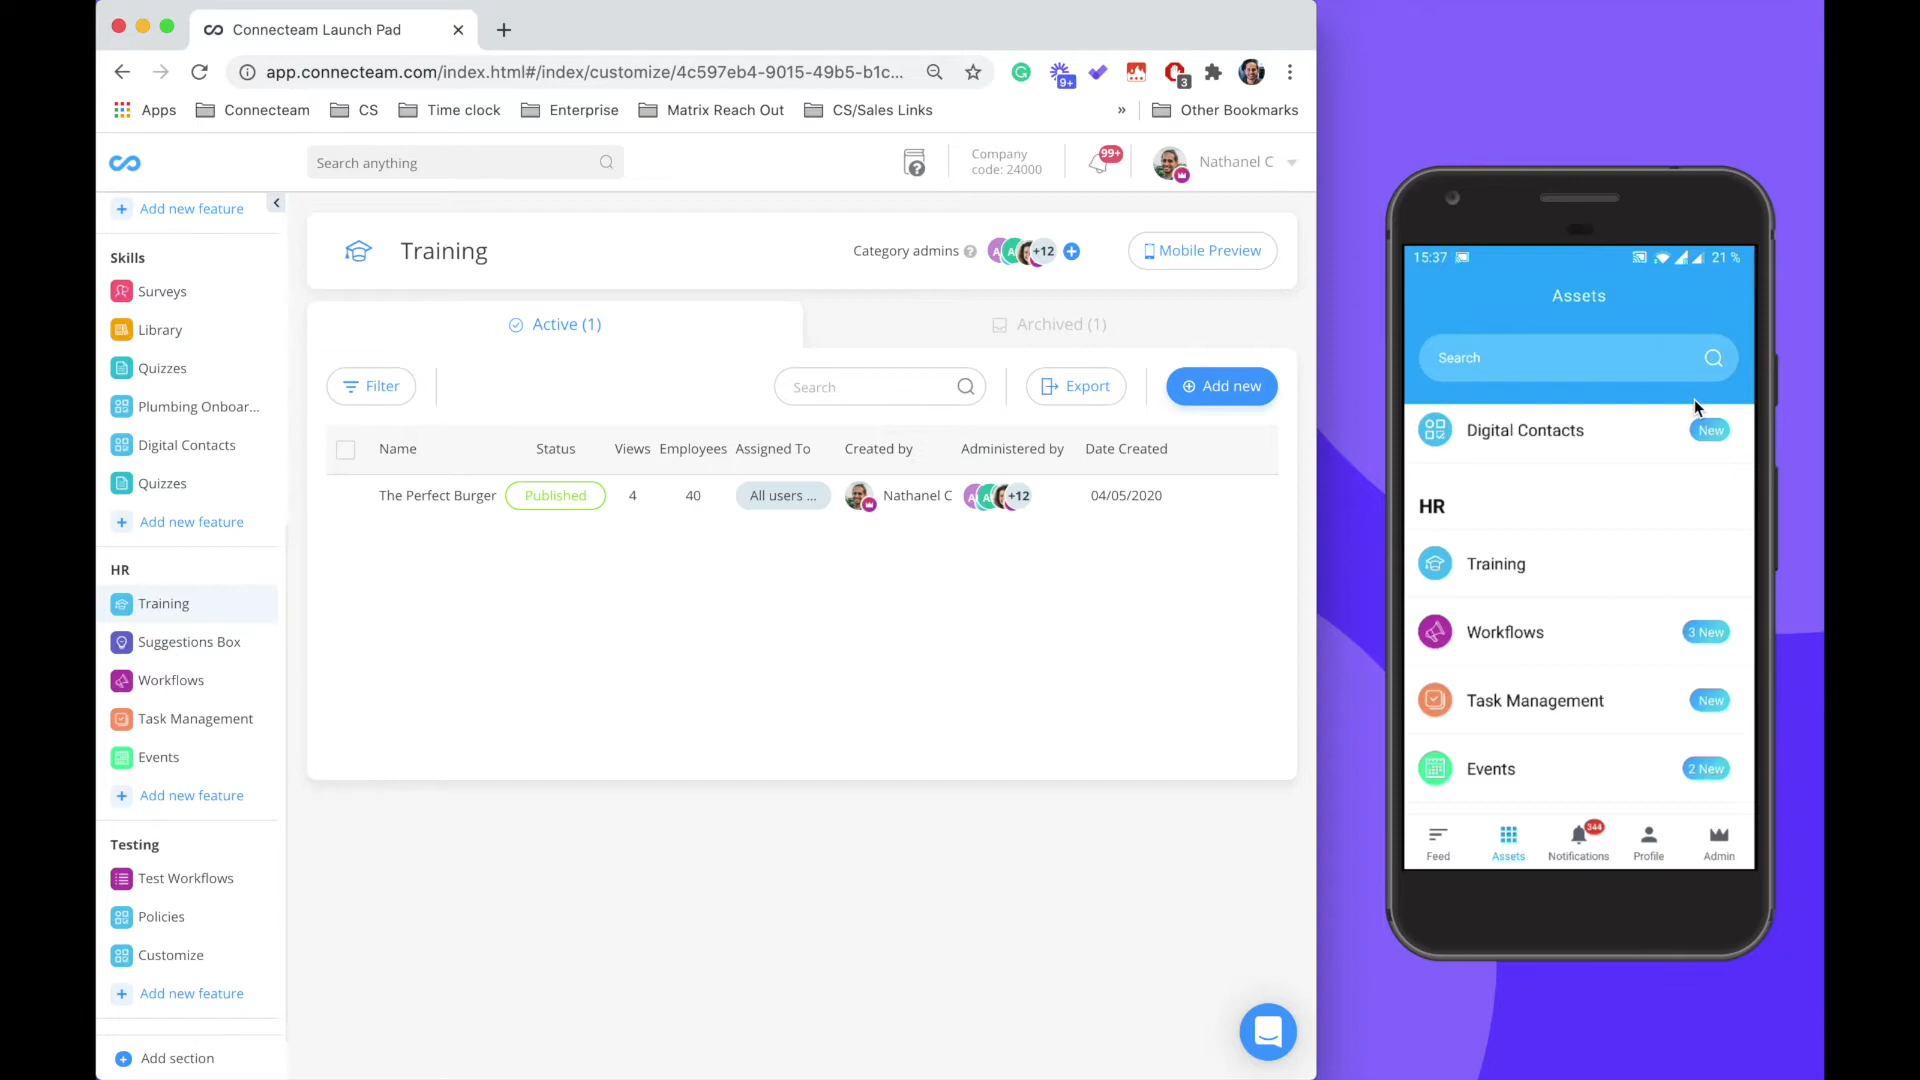 Connecteam Launch Pad
app.connecteam.com/index.html#/index/customize/4c597eb4-9015-49b5-b1c...
9+
3
Apps
Connecteam
CS
Time clock
Enterprise
Matrix Reach Out
CS/Sales Links
»
Other Bookmarks
Search anything
Company
code: 24000
99+
Nathanel C
Add new feature
Skills
Surveys
Library
Quizzes
Plumbing Onboar...
Digital Contacts
Quizzes
Add new feature
HR
Training
Suggestions Box
Workflows
Task Management
Events
Add new feature
Testing
Test Workflows
Policies
Customize
Add new feature
Add section
Training
Category admins
A A +12
Mobile Preview
Active (1)
Archived (1)
Filter
Search
Export
Add new
Name Status Views Employees Assigned To Created by Administered by Date Created
The Perfect Burger Published 4 40 All users ... Nathanel C A A +12 04/05/2020
15:37
21 %
Assets
Search
Digital Contacts New
HR
Training
Workflows 3 New
Task Management New
Events 2 New
344
Feed Assets Notifications Profile Admin